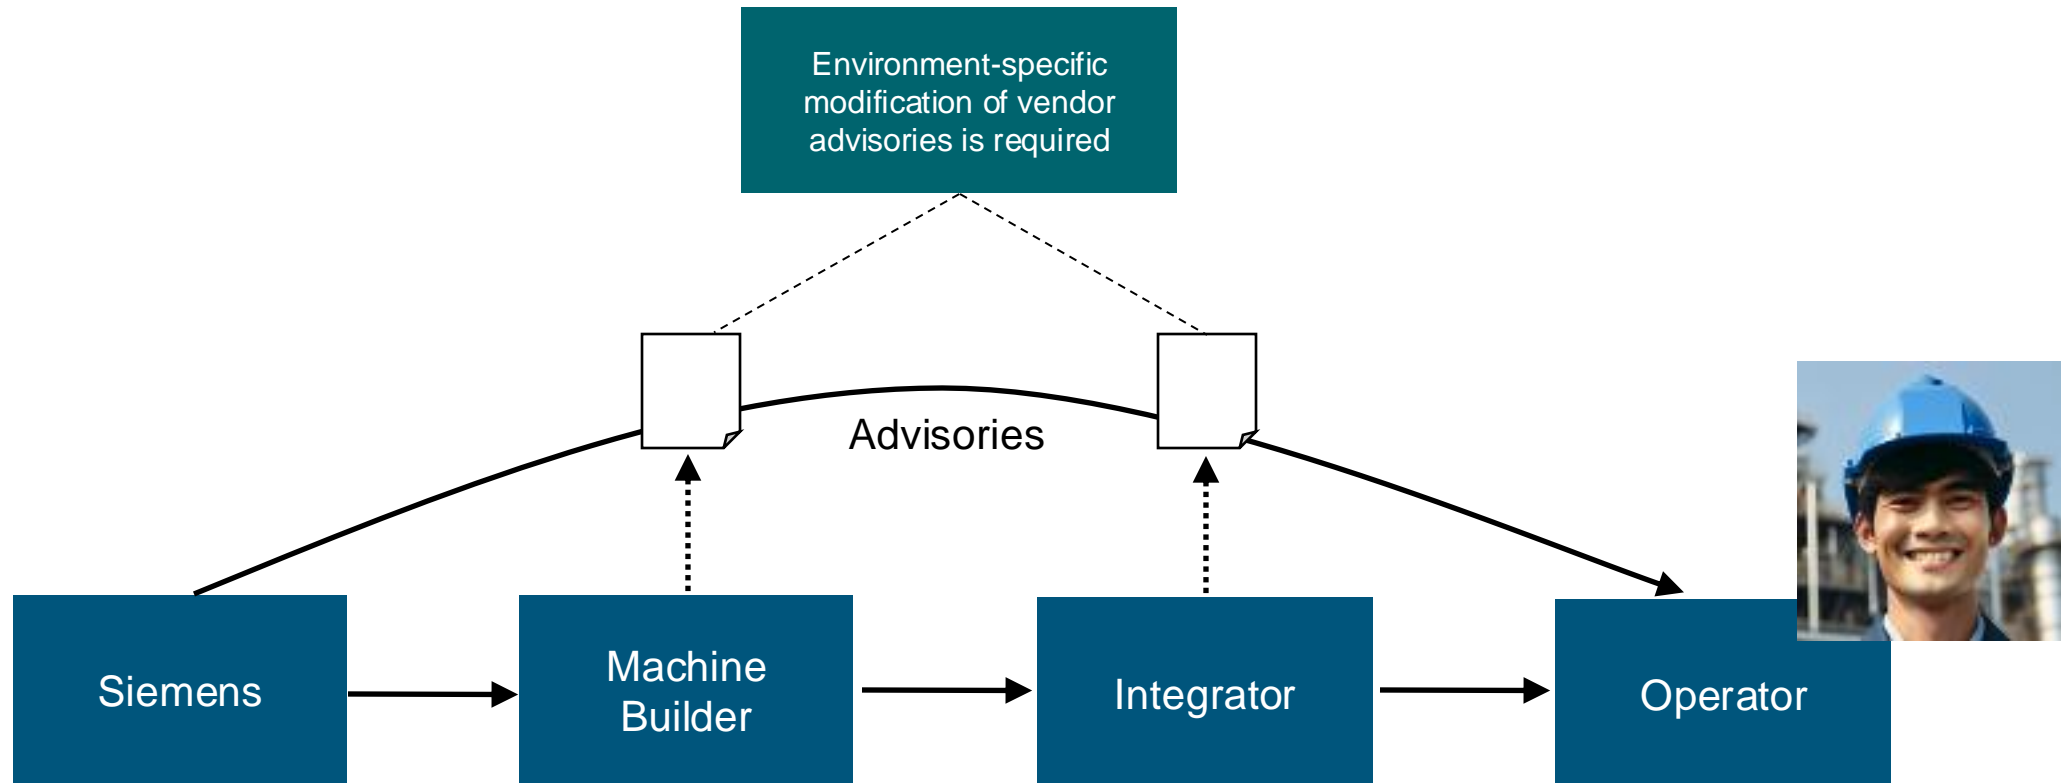 Environment-specific
modification of vendor
advisories is required
Advisories
Siemens
Machine
Builder
Integrator
Operator